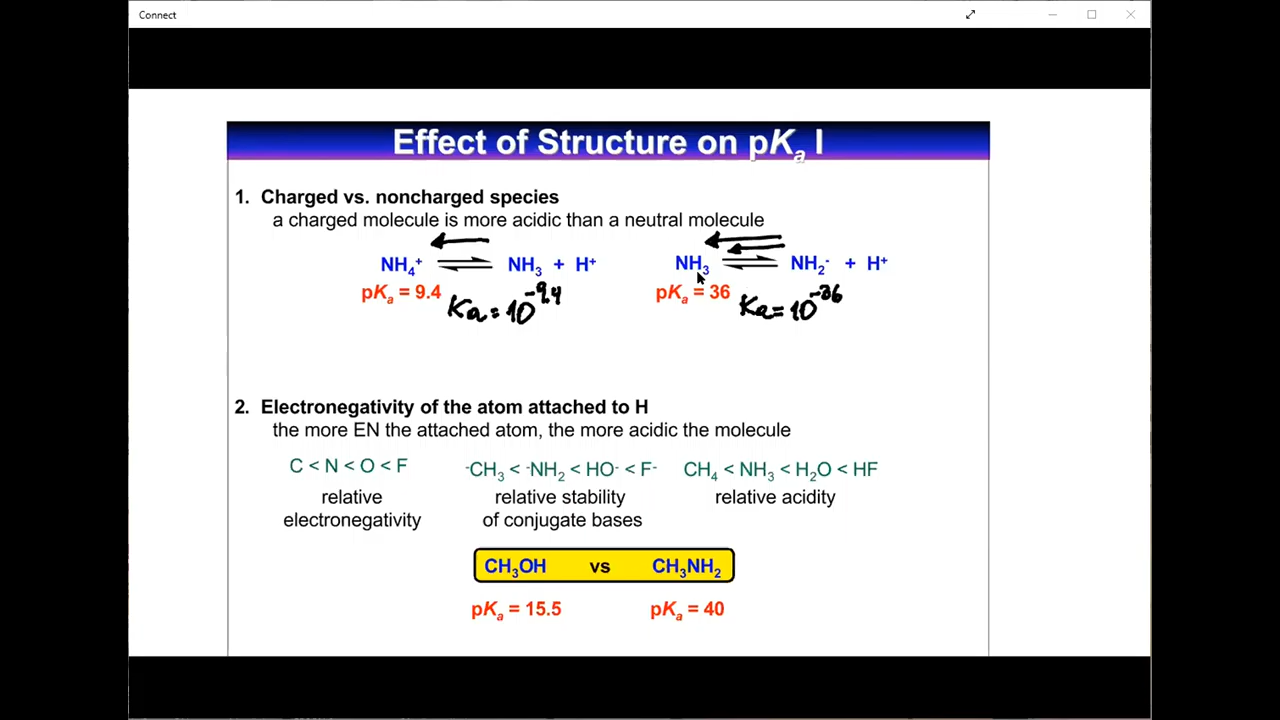 Connect
Effect of Structure on pKa I
1. Charged vs. noncharged species
a charged molecule is more acidic than a neutral molecule
NH4+ ⇌ NH3 + H+ NH3 ⇌ NH2- + H+
pKa = 9.4 Ka = 10^-9.4 pKa = 36 Ka = 10^-36
2. Electronegativity of the atom attached to H
the more EN the attached atom, the more acidic the molecule
C < N < O < F -CH3 < -NH2 < HO- < F- CH4 < NH3 < H2O < HF
relative relative stability relative acidity
electronegativity of conjugate bases
CH3OH vs CH3NH2
pKa = 15.5 pKa = 40